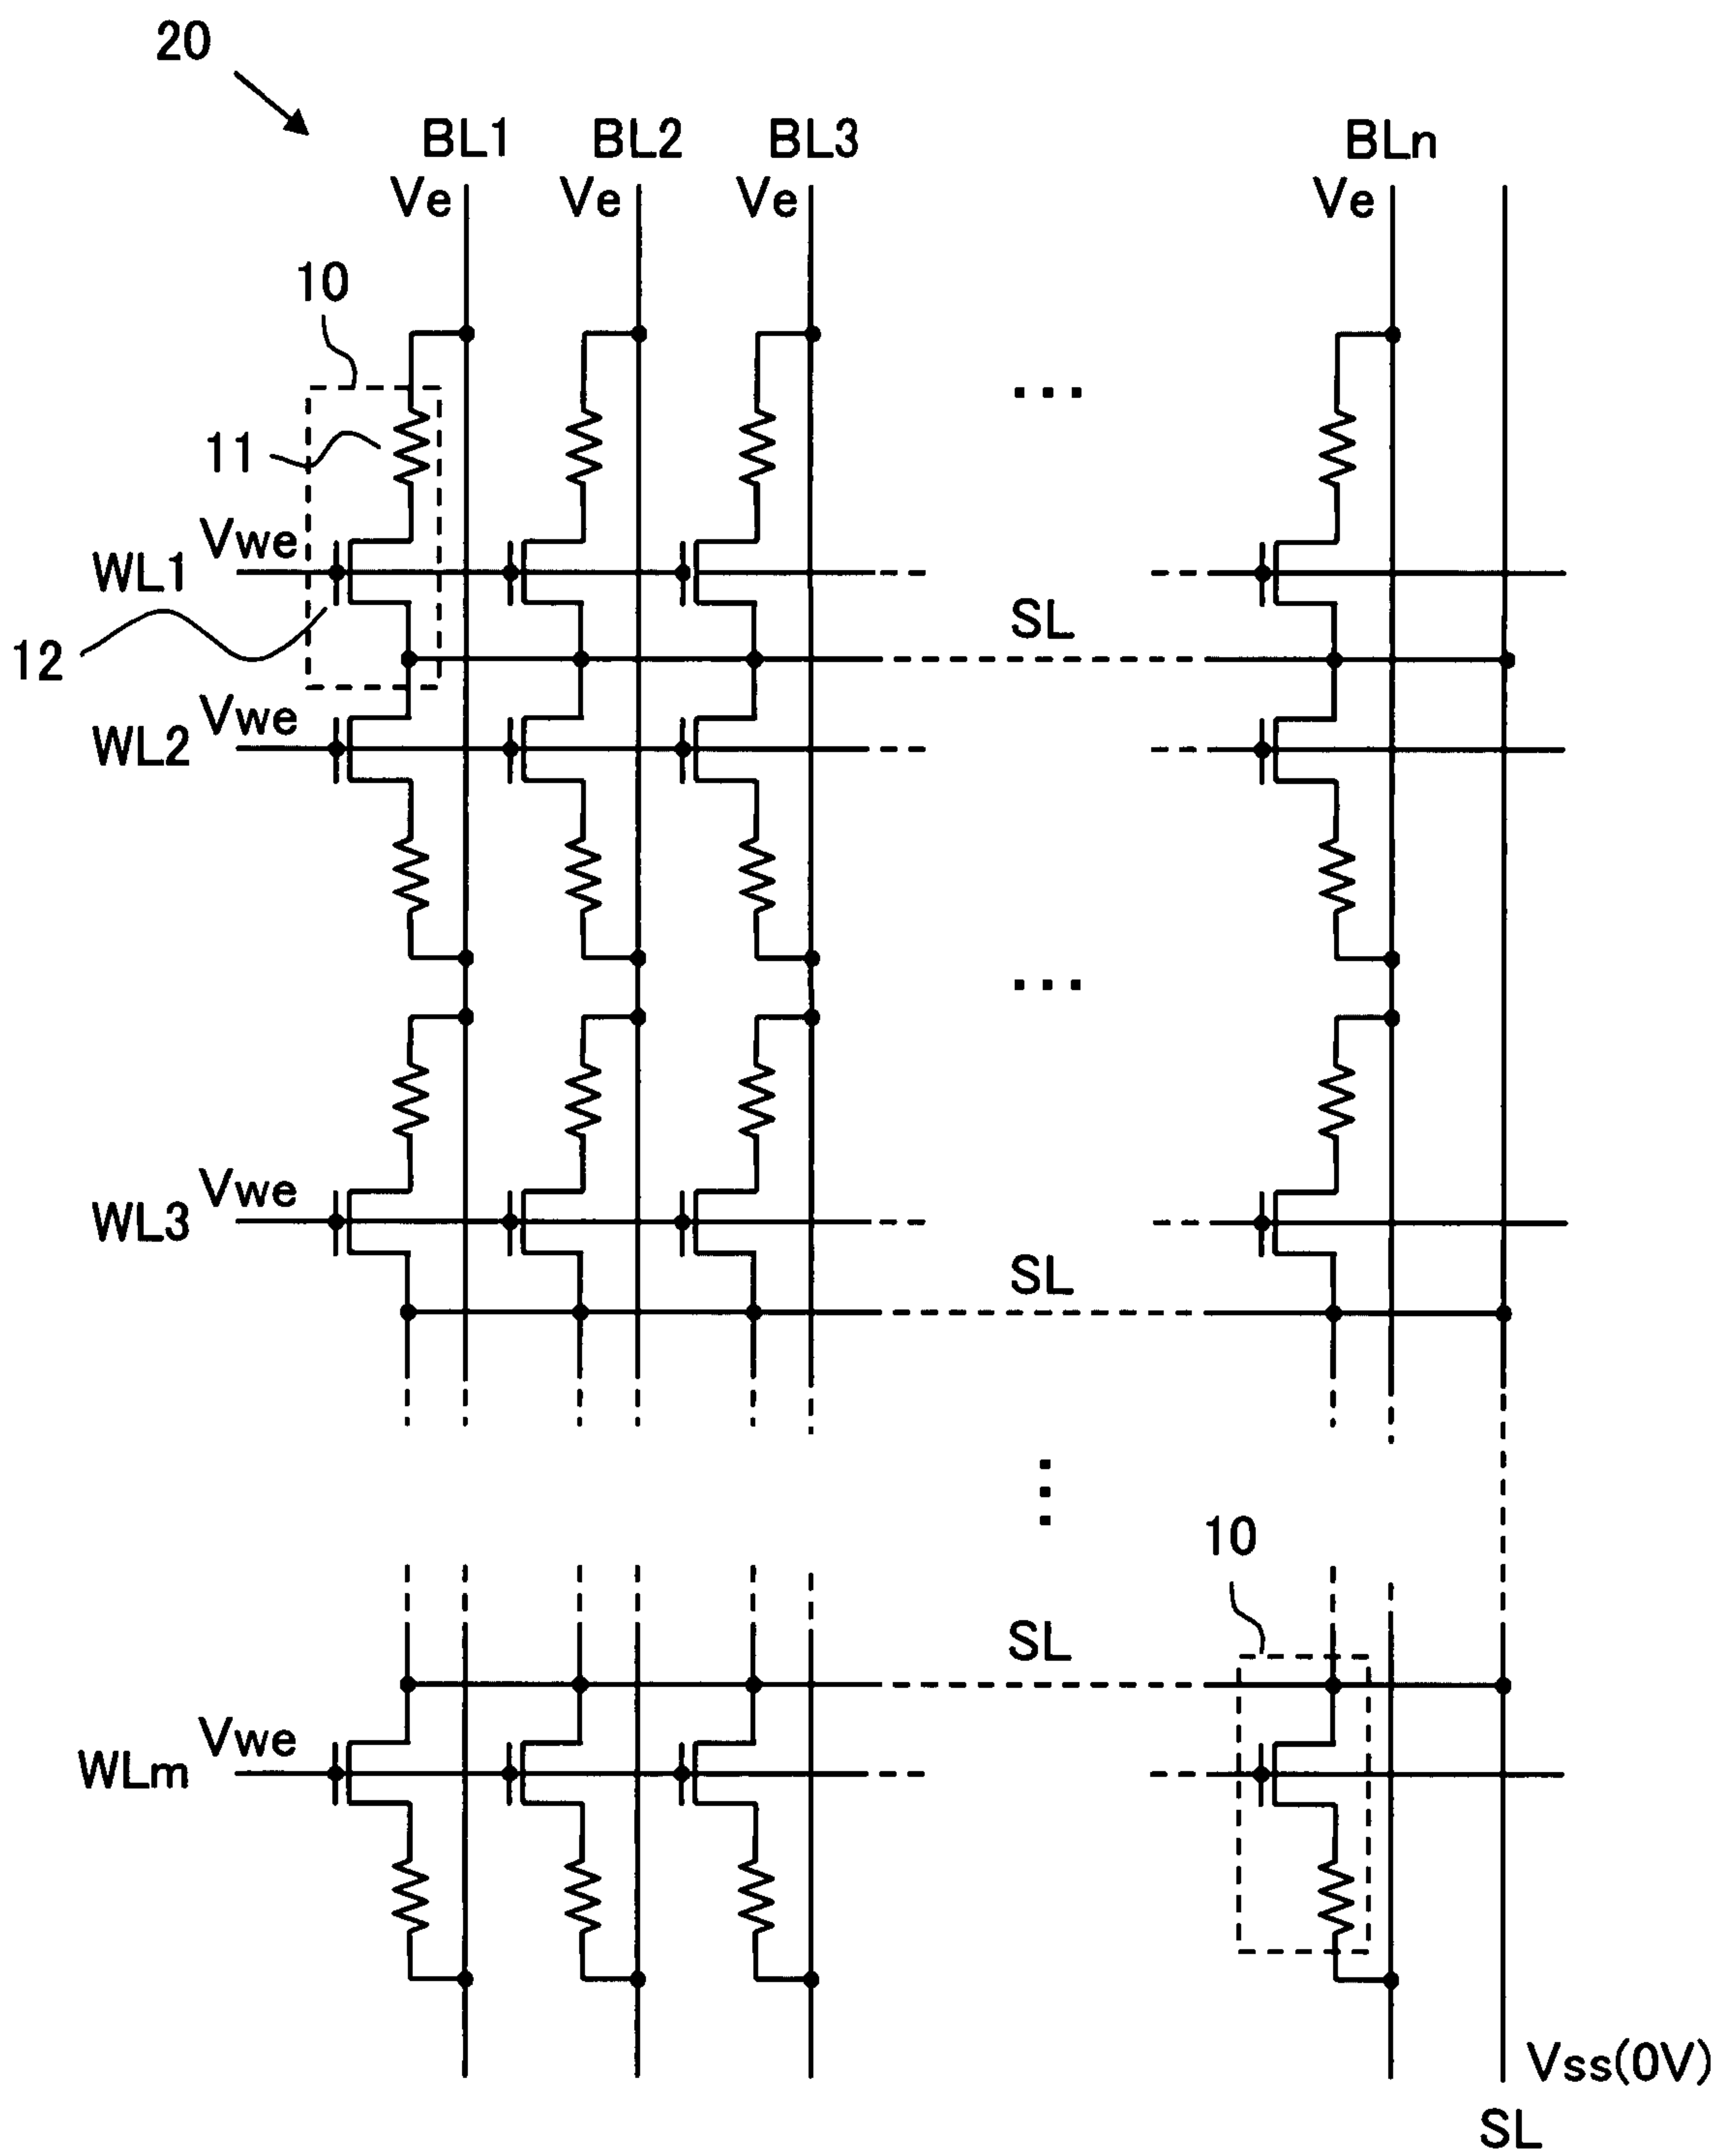 20
BL1 BL2 BL3 BLn
Ve Ve Ve Ve
10
11
Vwe
WL1
SL
12
Vwe
WL2
Vwe
WL3
SL
10
SL
Vwe
WLm
Vss(0V)
SL